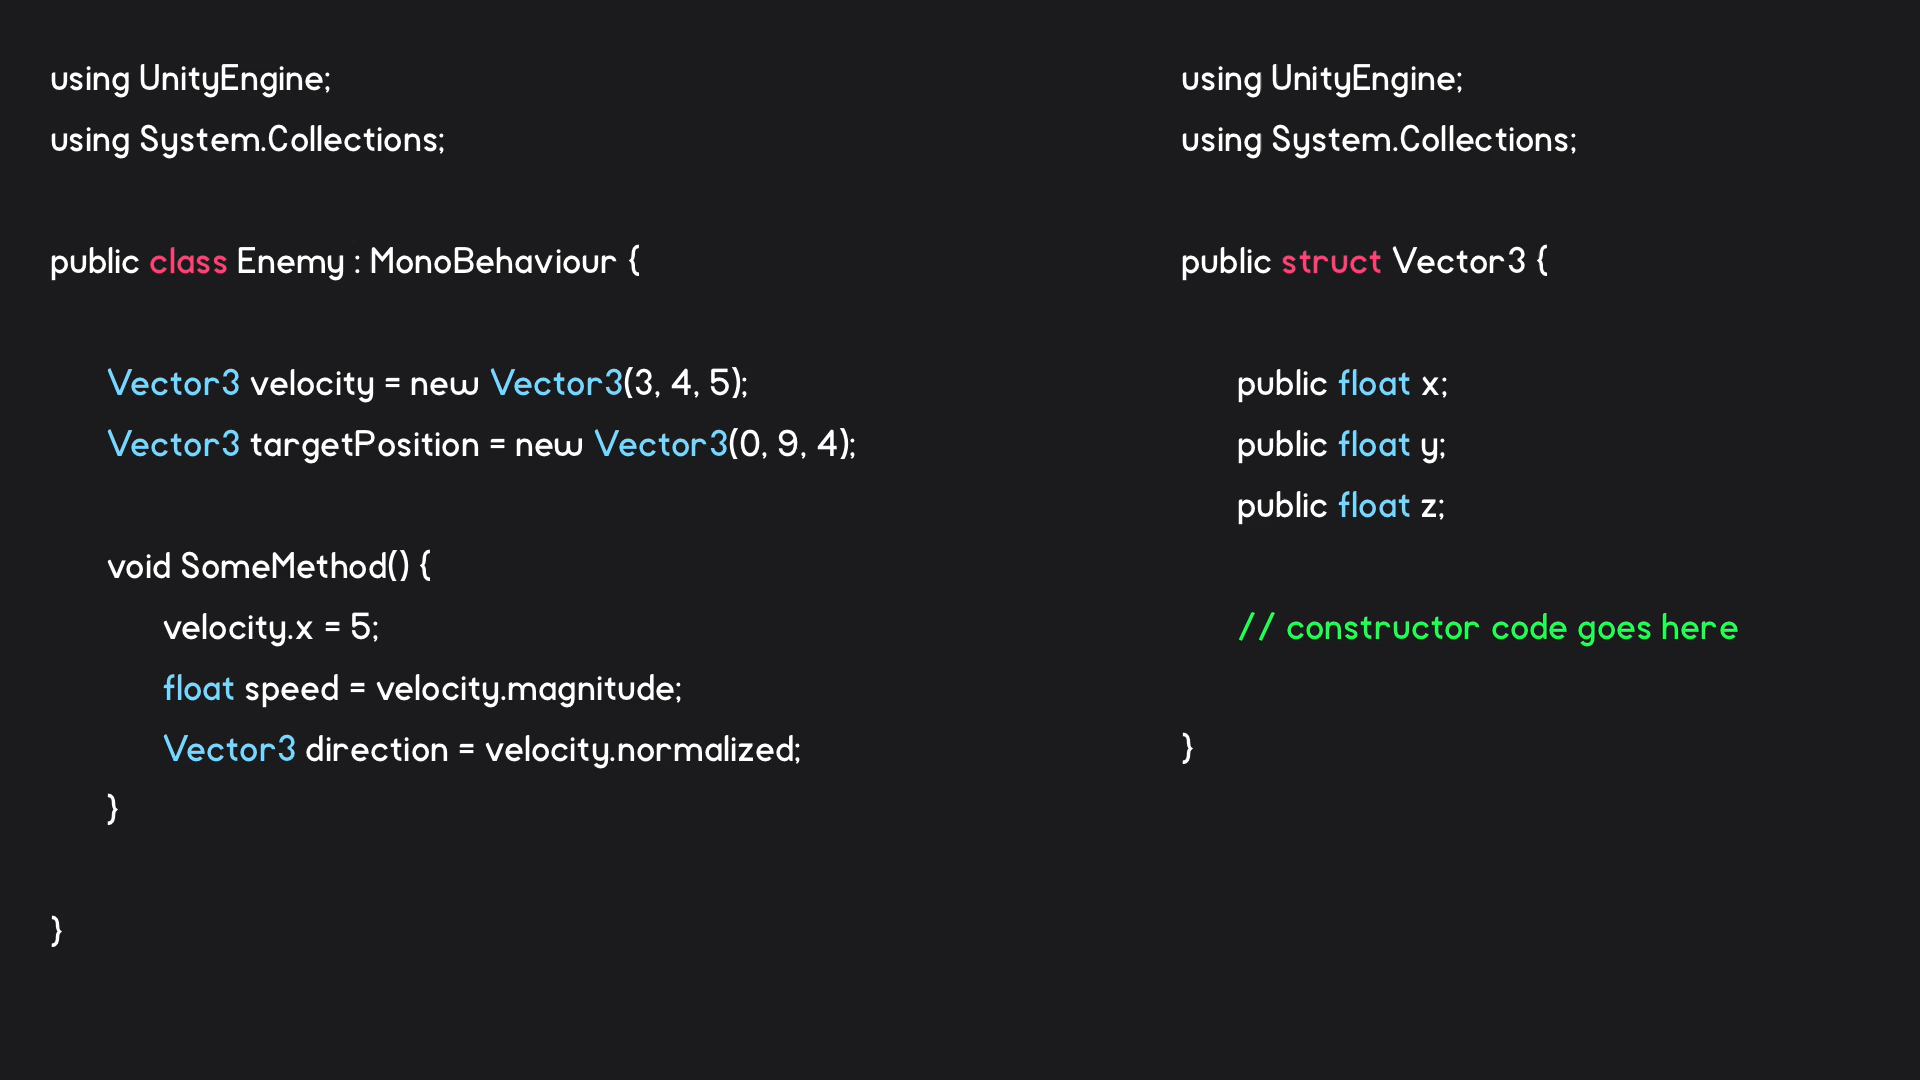 using UnityEngine;
using System.Collections;
public class Enemy : MonoBehaviour {
Vector3 velocity = new Vector3(3, 4, 5);
Vector3 targetPosition = new Vector3(0, 9, 4);
void SomeMethod() {
velocity.x = 5;
float speed = velocity.magnitude;
Vector3 direction = velocity.normalized;
}
}
using UnityEngine;
using System.Collections;
public struct Vector3 {
public float x;
public float y;
public float z;
// constructor code goes here
}